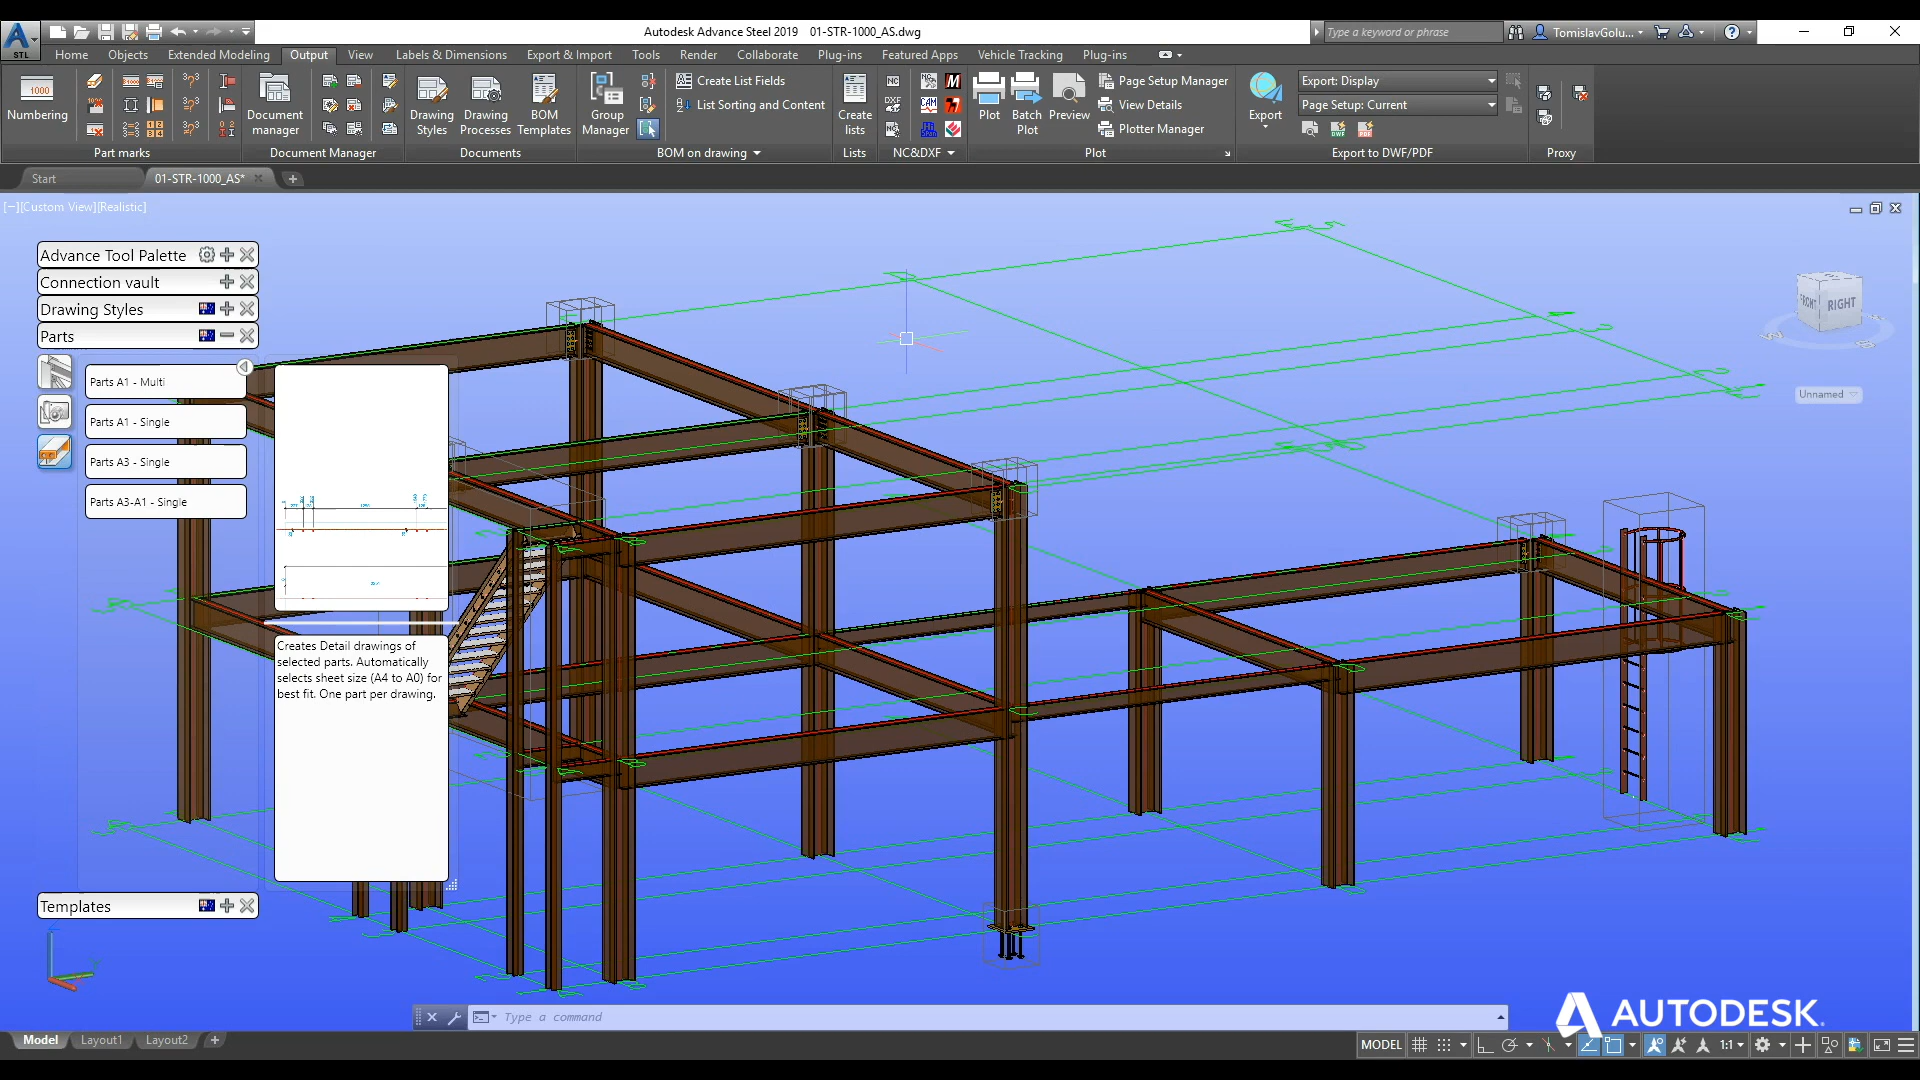 Autodesk Advance Steel 2019 01-STR-1000_AS.dwg
Type a keyword or phrase
TomislavGolu...
STL
Home Objects Extended Modeling Output View Labels & Dimensions Export & Import Tools Render Collaborate Plug-ins Featured Apps Vehicle Tracking Plug-ins
Numbering
Document manager
Drawing Styles
Drawing Processes
BOM Templates
Group Manager
Create List Fields
List Sorting and Content
Create lists
Plot
Batch Plot
Preview
Page Setup Manager
View Details
Plotter Manager
Export
Export: Display
Page Setup: Current
Part marks
Document Manager
Documents
BOM on drawing
Lists
NC&DXF
Plot
Export to DWF/PDF
Proxy
Start
01-STR-1000_AS*
[−][Custom View][Realistic]
Advance Tool Palette
Connection vault
Drawing Styles
Parts
Parts A1 - Multi
Parts A1 - Single
Parts A3 - Single
Parts A3-A1 - Single
Creates Detail drawings of
selected parts. Automatically
selects sheet size (A4 to A0) for
best fit. One part per drawing.
Templates
FRONT RIGHT
Unnamed
Type a command
AUTODESK.
Model Layout1 Layout2
MODEL
1:1